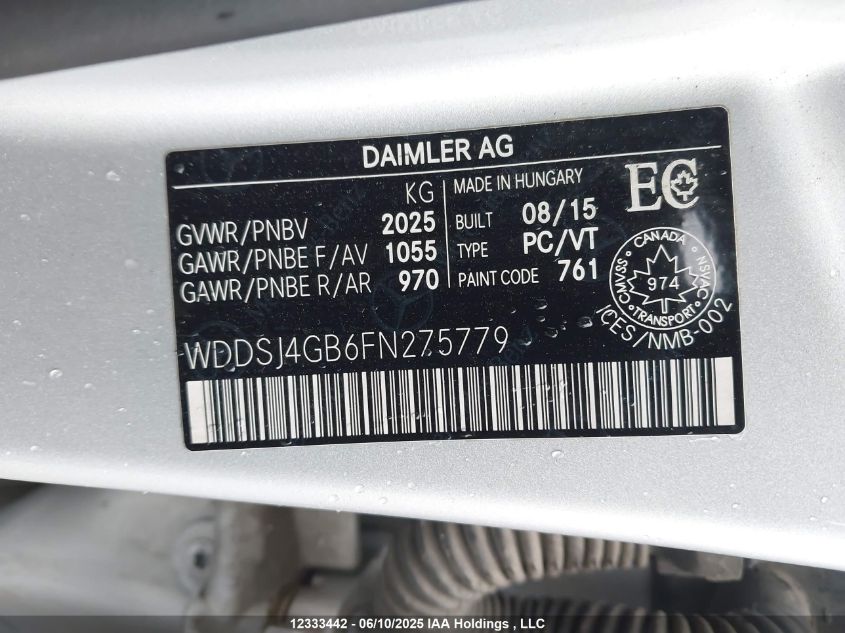 DAIMLER AG
KG
GVWR/PNBV 2025
GAWR/PNBE F/AV 1055
GAWR/PNBE R/AR 970
MADE IN HUNGARY
BUILT 08/15
TYPE PC/VT
PAINT CODE 761
EC
CANADA
CMVSS 974 NSVAC
TRANSPORT
ICES/NMB-002
WDDSJ4GB6FN275779
12333442 - 06/10/2025 IAA Holdings , LLC